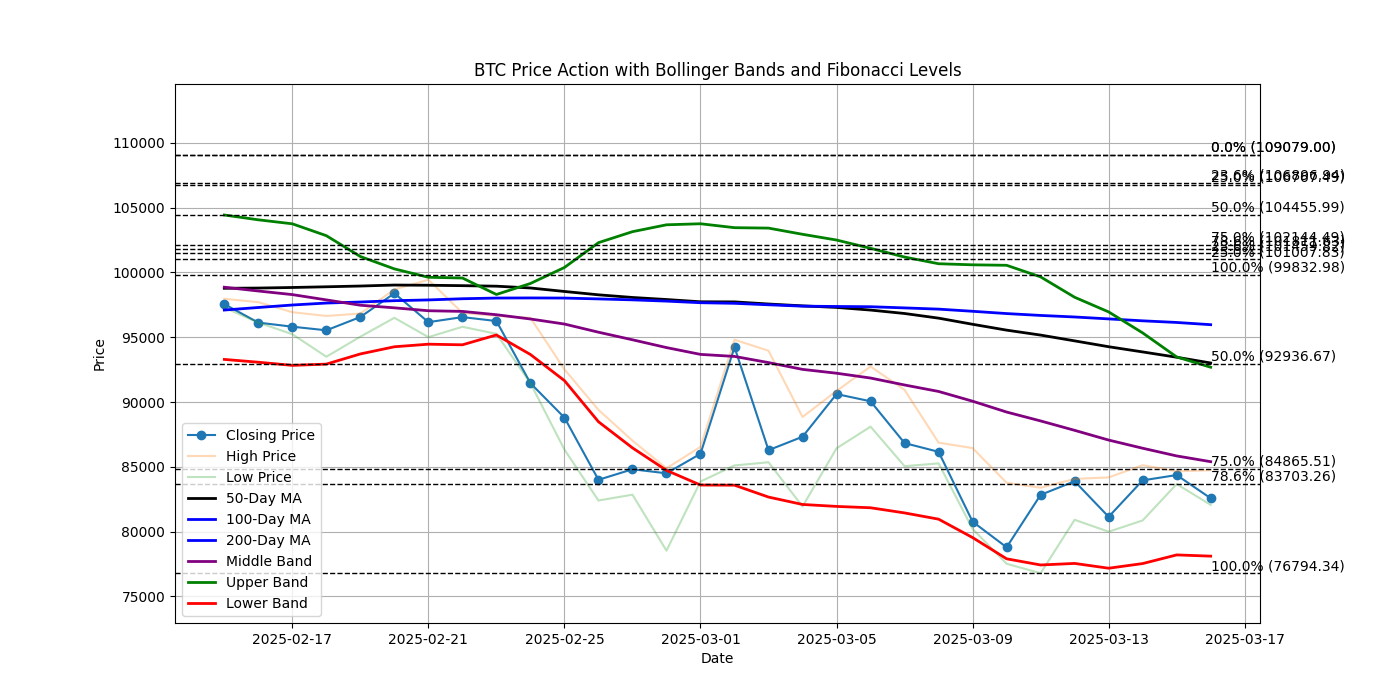 BTC Price Action with Bollinger Bands and Fibonacci Levels
Price
110000
105000
100000
95000
90000
85000
80000
75000
0.0% (109079.00)
50.0% (104455.99)
75.0% (102144.49)
25.0% (101007.83)
100.0% (99832.98)
50.0% (92936.67)
75.0% (84865.51)
78.6% (83703.26)
100.0% (76794.34)
Closing Price
High Price
Low Price
50-Day MA
100-Day MA
200-Day MA
Middle Band
Upper Band
Lower Band
2025-02-17
2025-02-21
2025-02-25
2025-03-01
2025-03-05
2025-03-09
2025-03-13
2025-03-17
Date